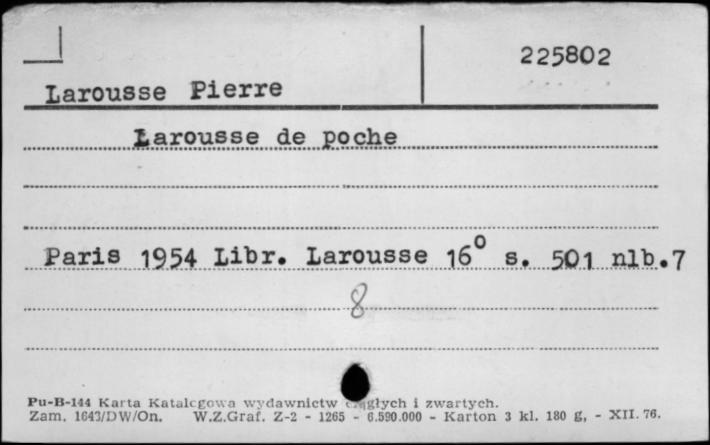 225802
Larousse Pierre
Larousse de poche
Paris 1954 Libr. Larousse 16° s. 501 nlb.7
8
Pu-B-144 Karta Katalogowa wydawnictw ciągłych i zwartych.
Zam. 1643/DW/On. W.Z.Graf. Z-2 - 1265 - 6.590.000 - Karton 3 kl. 180 g, - XII. 76.